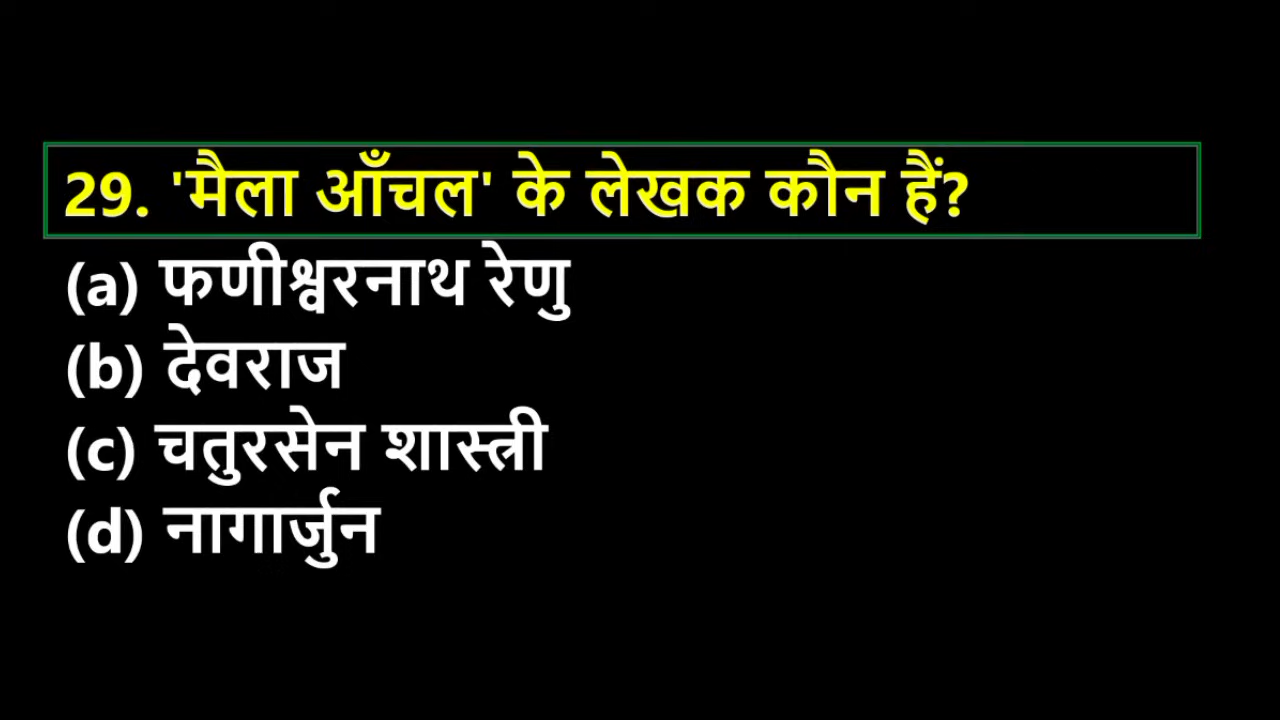 29. 'मैला आँचल' के लेखक कौन हैं?
(a) फणीश्वरनाथ रेणु
(b) देवराज
(c) चतुरसेन शास्त्री
(d) नागार्जुन